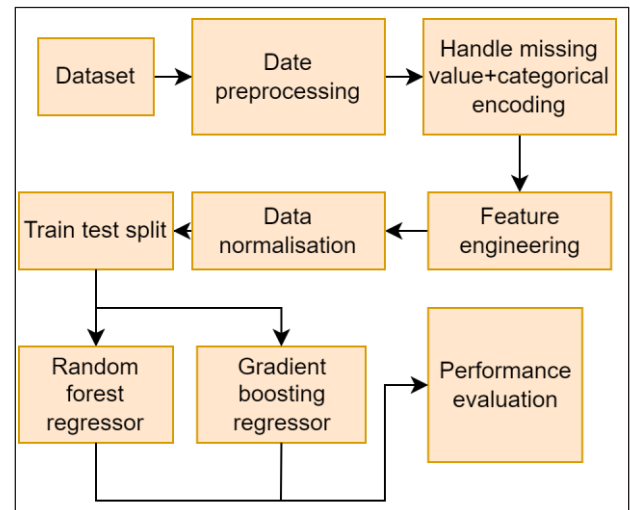 Dataset
Date
preprocessing
Handle missing
value+categorical
encoding
Train test split
Data
normalisation
Feature
engineering
Random
forest
regressor
Gradient
boosting
regressor
Performance
evaluation